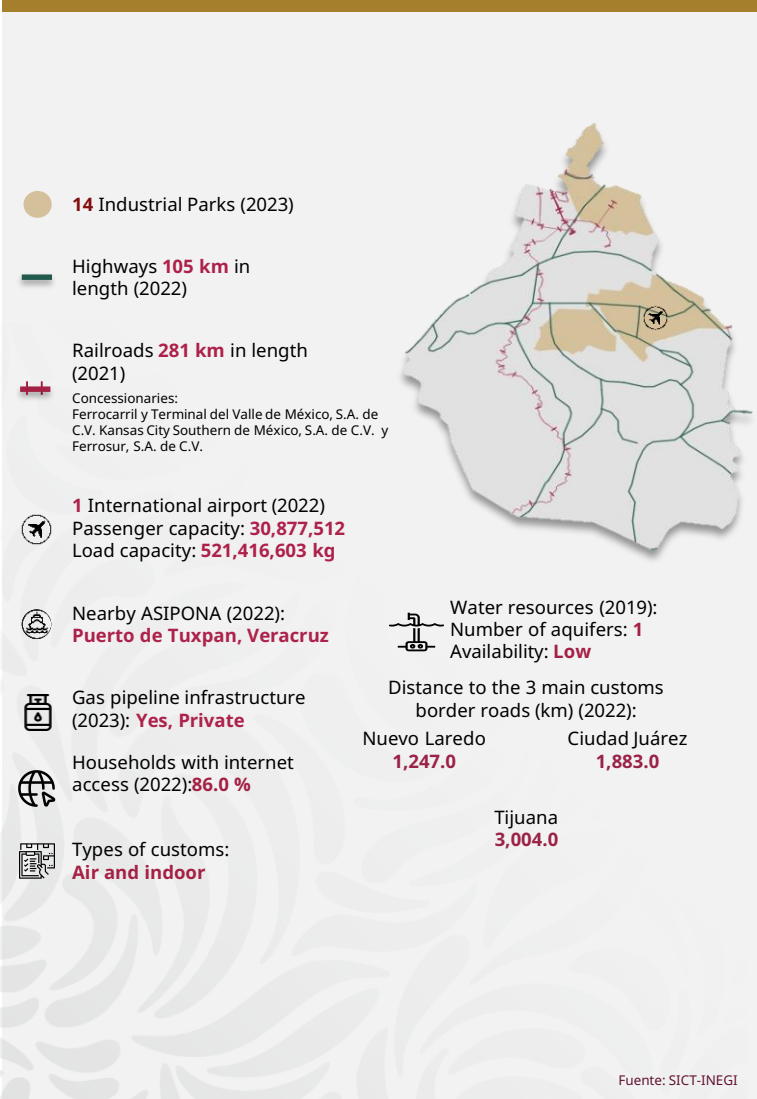 14 Industrial Parks (2023)
Highways 105 km in
length (2022)
Railroads 281 km in length
(2021)
Concessionaries:
Ferrocarril y Terminal del Valle de México, S.A. de
C.V. Kansas City Southern de México, S.A. de C.V. y
Ferrosur, S.A. de C.V.
1 International airport (2022)
Passenger capacity: 30,877,512
Load capacity: 521,416,603 kg
Nearby ASIPONA (2022):
Puerto de Tuxpan, Veracruz
Gas pipeline infrastructure
(2023): Yes, Private
Households with internet
access (2022):86.0 %
Types of customs:
Air and indoor
Water resources (2019):
Number of aquifers: 1
Availability: Low
Distance to the 3 main customs
border roads (km) (2022):
Nuevo Laredo
1,247.0
Ciudad Juárez
1,883.0
Tijuana
3,004.0
Fuente: SICT-INEGI